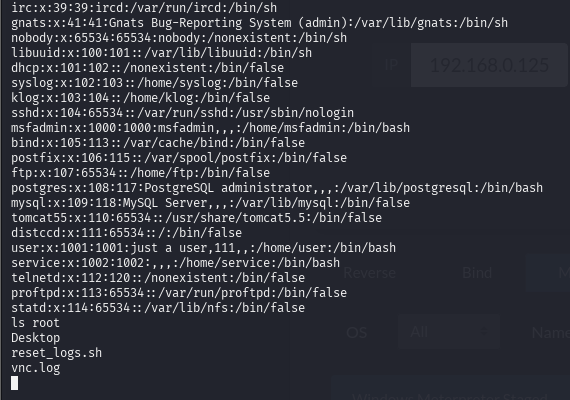 irc:x:39:39:ircd:/var/run/ircd:/bin/sh
gnats:x:41:41:Gnats Bug-Reporting System (admin):/var/lib/gnats:/bin/sh
nobody:x:65534:65534:nobody:/nonexistent:/bin/sh
libuuid:x:100:101::/var/lib/libuuid:/bin/sh
dhcp:x:101:102::/nonexistent:/bin/false
syslog:x:102:103::/home/syslog:/bin/false
klog:x:103:104::/home/klog:/bin/false
sshd:x:104:65534::/var/run/sshd:/usr/sbin/nologin
msfadmin:x:1000:1000:msfadmin,,,:/home/msfadmin:/bin/bash
bind:x:105:113::/var/cache/bind:/bin/false
postfix:x:106:115::/var/spool/postfix:/bin/false
ftp:x:107:65534::/home/ftp:/bin/false
postgres:x:108:117:PostgreSQL administrator,,,:/var/lib/postgresql:/bin/bash
mysql:x:109:118:MySQL Server,,,:/var/lib/mysql:/bin/false
tomcat55:x:110:65534::/usr/share/tomcat5.5:/bin/false
distccd:x:111:65534::/:/bin/false
user:x:1001:1001:just a user,111,,:/home/user:/bin/bash
service:x:1002:1002:,,,:/home/service:/bin/bash
telnetd:x:112:120::/nonexistent:/bin/false
proftpd:x:113:65534::/var/run/proftpd:/bin/false
statd:x:114:65534::/var/lib/nfs:/bin/false
ls root
Desktop
reset_logs.sh
vnc.log
IP 192.168.0.125
Reverse Bind
OS All Name